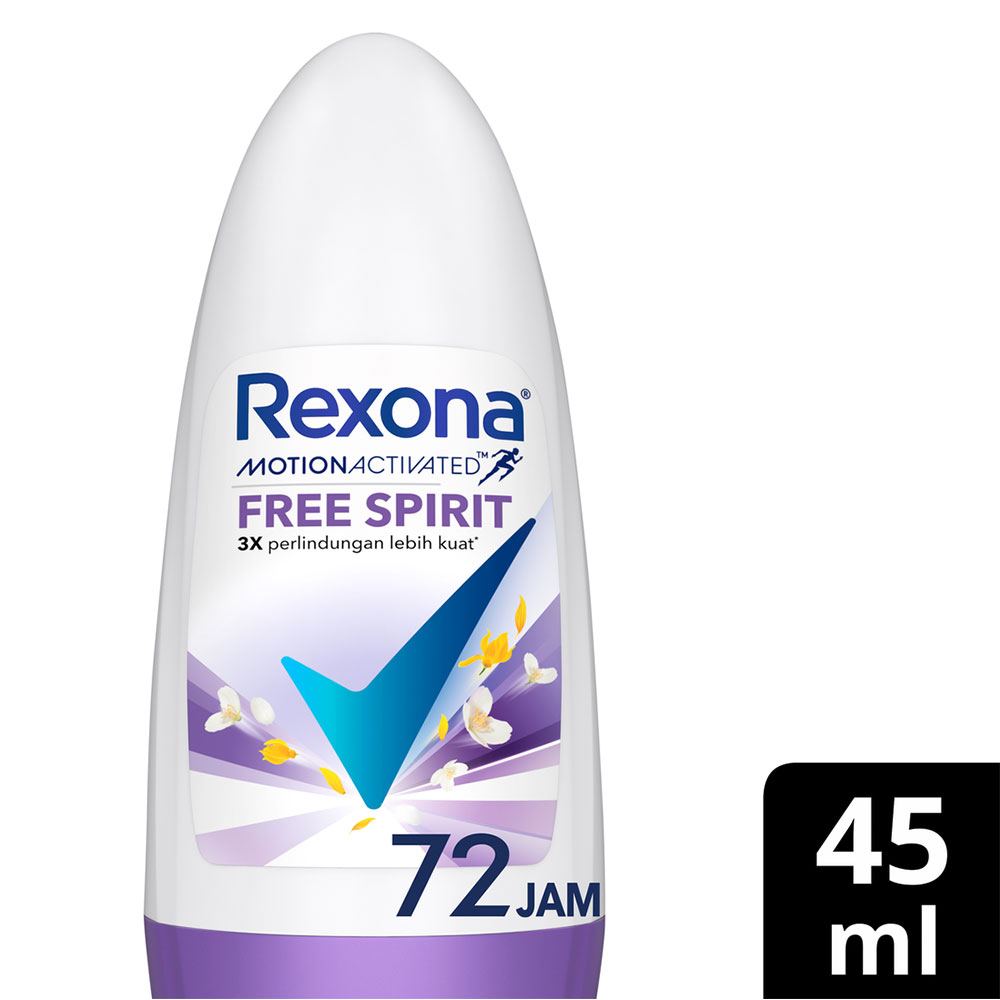 Rexona®
MOTIONACTIVATED™
FREE SPIRIT
3X perlindungan lebih kuat*
72 JAM
45
ml